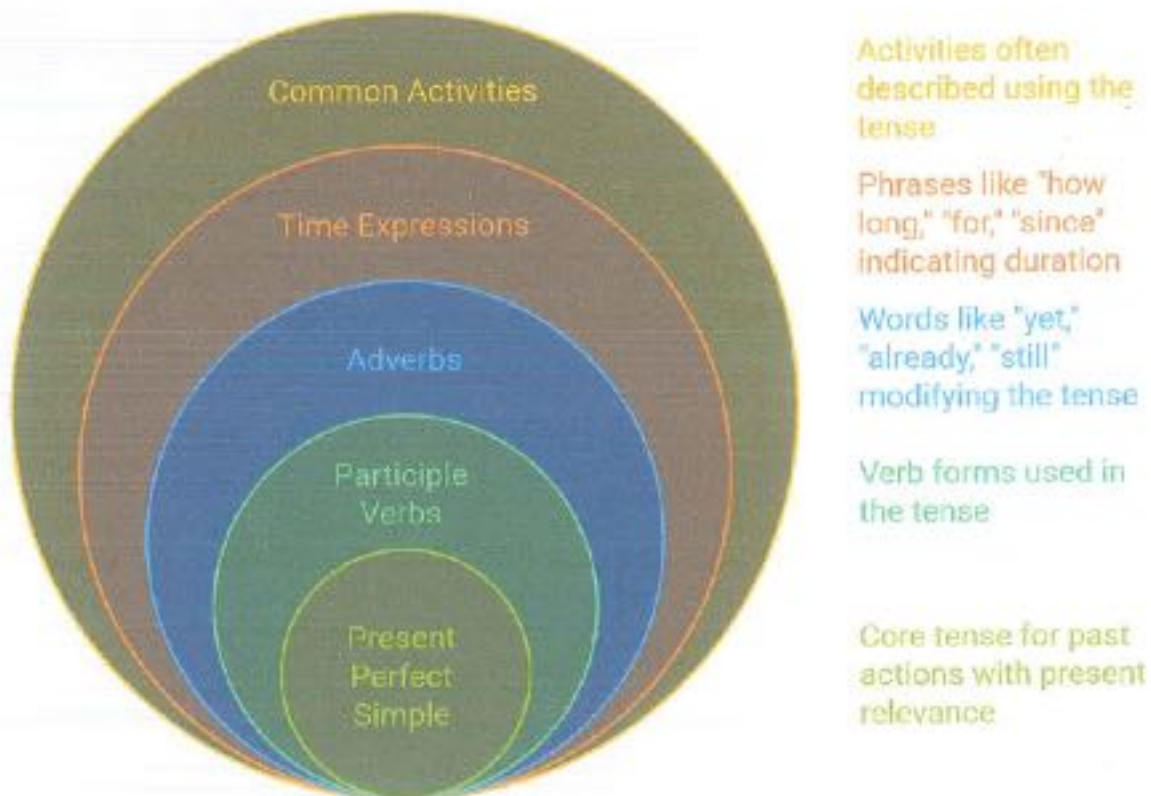 Common Activities
Activities often
described using the
tense
Time Expressions
Phrases like "how
long," "for," "since"
indicating duration
Adverbs
Words like "yet,"
"already," "still"
modifying the tense
Participle
Verbs
Verb forms used in
the tense
Present
Perfect
Simple
Core tense for past
actions with present
relevance